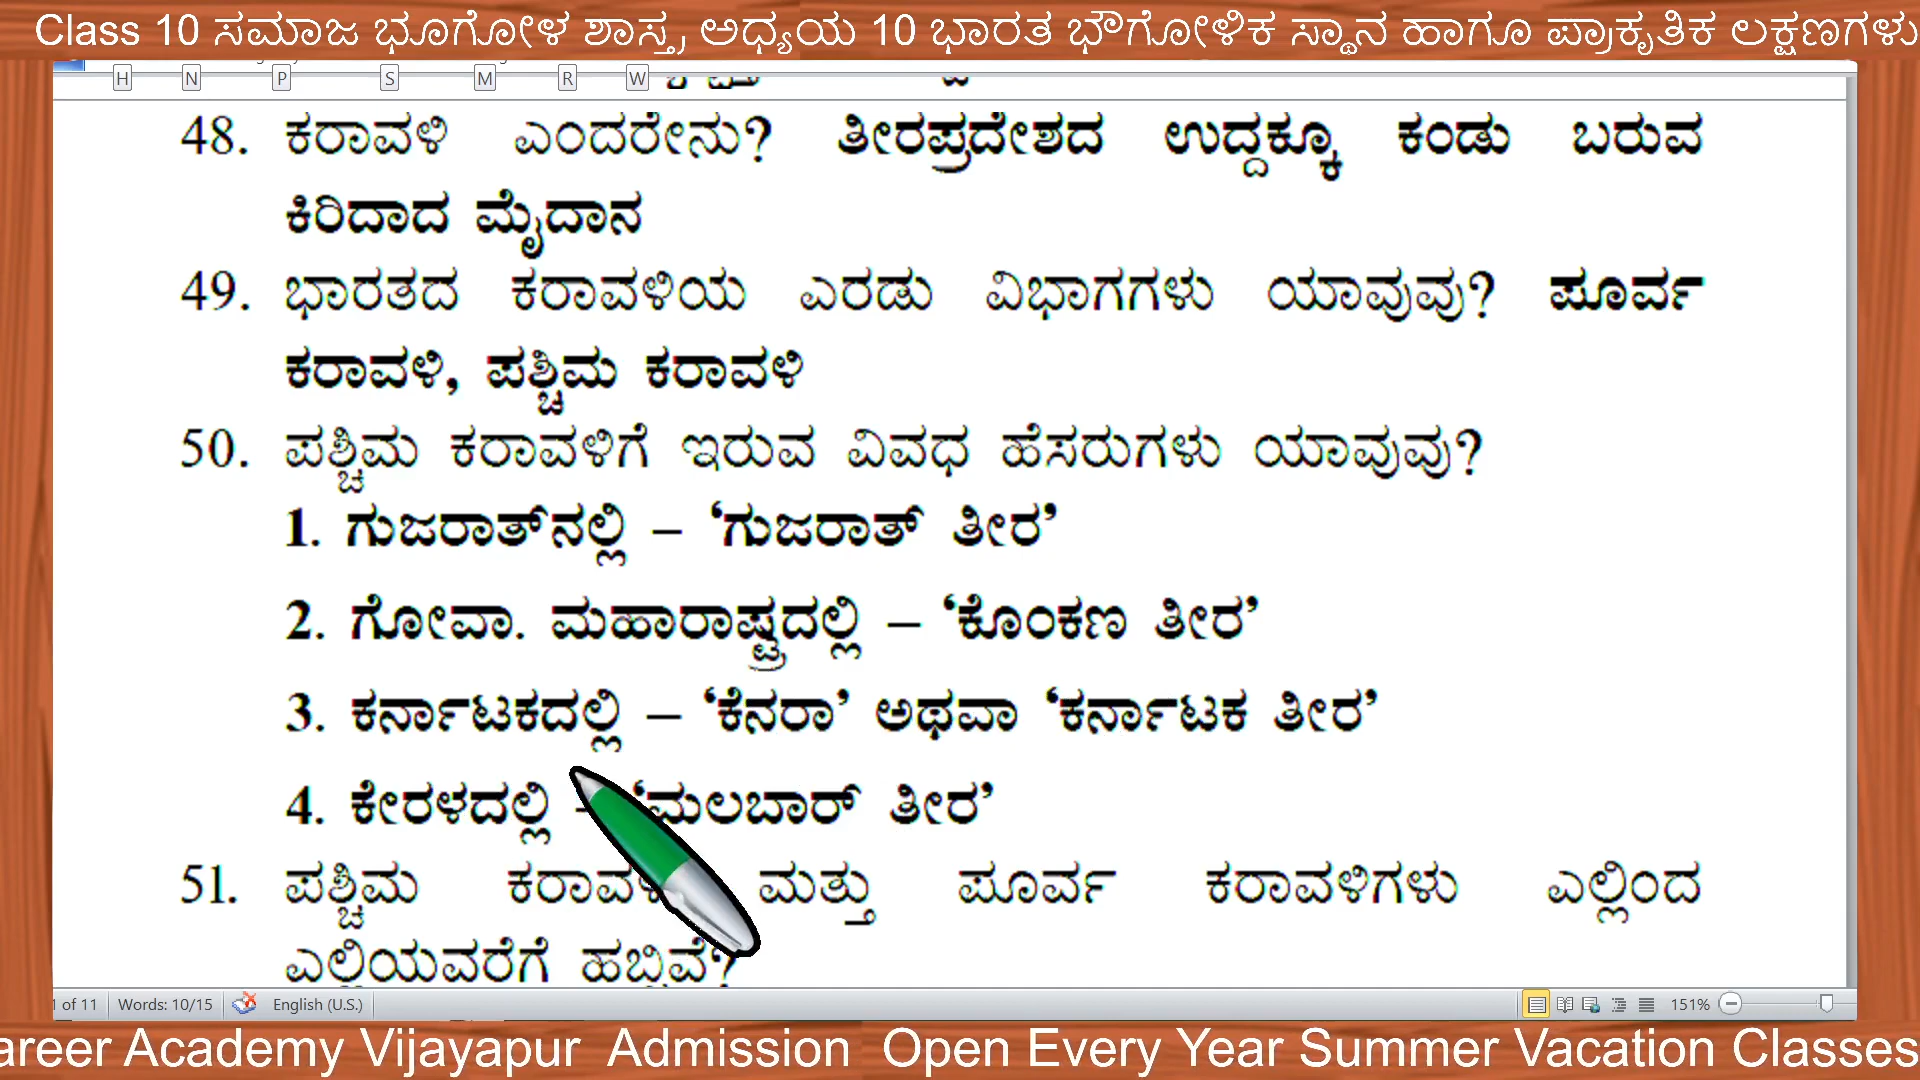 Class 10 ಸಮಾಜ ಭೂಗೋಳ ಶಾಸ್ತ್ರ ಅಧ್ಯಯ 10 ಭಾರತ ಭೌಗೋಳಿಕ ಸ್ಥಾನ ಹಾಗೂ ಪ್ರಾಕೃತಿಕ ಲಕ್ಷಣಗಳು
H N P S M R W
48. ಕರಾವಳಿ ಎಂದರೇನು? ತೀರಪ್ರದೇಶದ ಉದ್ದಕ್ಕೂ ಕಂಡು ಬರುವ
ಕಿರಿದಾದ ಮೈದಾನ
49. ಭಾರತದ ಕರಾವಳಿಯ ಎರಡು ವಿಭಾಗಗಳು ಯಾವುವು? ಪೂರ್ವ
ಕರಾವಳಿ, ಪಶ್ಚಿಮ ಕರಾವಳಿ
50. ಪಶ್ಚಿಮ ಕರಾವಳಿಗೆ ಇರುವ ವಿವಧ ಹೆಸರುಗಳು ಯಾವುವು?
1. ಗುಜರಾತ್‌ನಲ್ಲಿ – ‘ಗುಜರಾತ್ ತೀರ’
2. ಗೋವಾ. ಮಹಾರಾಷ್ಟ್ರದಲ್ಲಿ – ‘ಕೊಂಕಣ ತೀರ’
3. ಕರ್ನಾಟಕದಲ್ಲಿ – ‘ಕೆನರಾ’ ಅಥವಾ ‘ಕರ್ನಾಟಕ ತೀರ’
4. ಕೇರಳದಲ್ಲಿ – ‘ಮಲಬಾರ್ ತೀರ’
51. ಪಶ್ಚಿಮ ಮತ್ತು ಪೂರ್ವ ಕರಾವಳಿಗಳು ಎಲ್ಲಿಂದ
ಎಲ್ಲಿಯವರೆಗೆ ಹಬ್ಬಿವೆ?
of 11 Words: 10/15 English (U.S.) 151%
areer Academy Vijayapur Admission Open Every Year Summer Vacation Classes